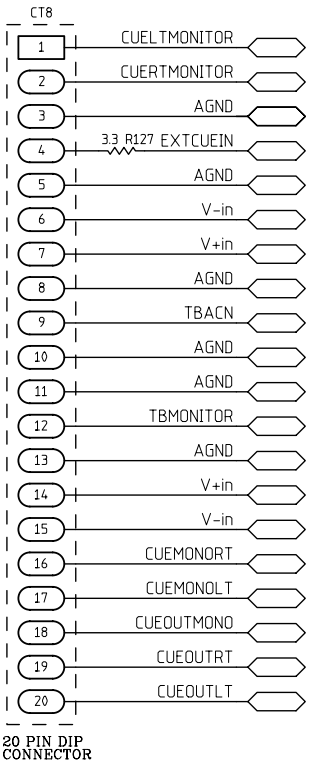 CT8
1 CUELTMONITOR
2 CUERTMONITOR
3 AGND
4 3.3 R127 EXTCUEIN
5 AGND
6 V-in
7 V+in
8 AGND
9 TBACN
10 AGND
11 AGND
12 TBMONITOR
13 AGND
14 V+in
15 V-in
16 CUEMONORT
17 CUEMONOLT
18 CUEOUTMONO
19 CUEOUTRT
20 CUEOUTLT
20 PIN DIP
CONNECTOR